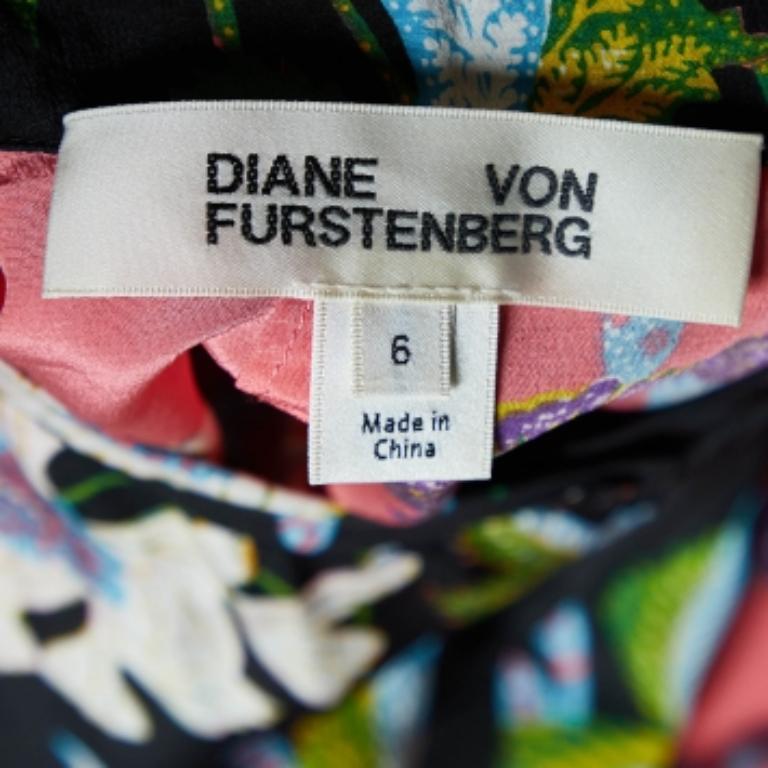 DIANE VON
FURSTENBERG
6
Made in
China